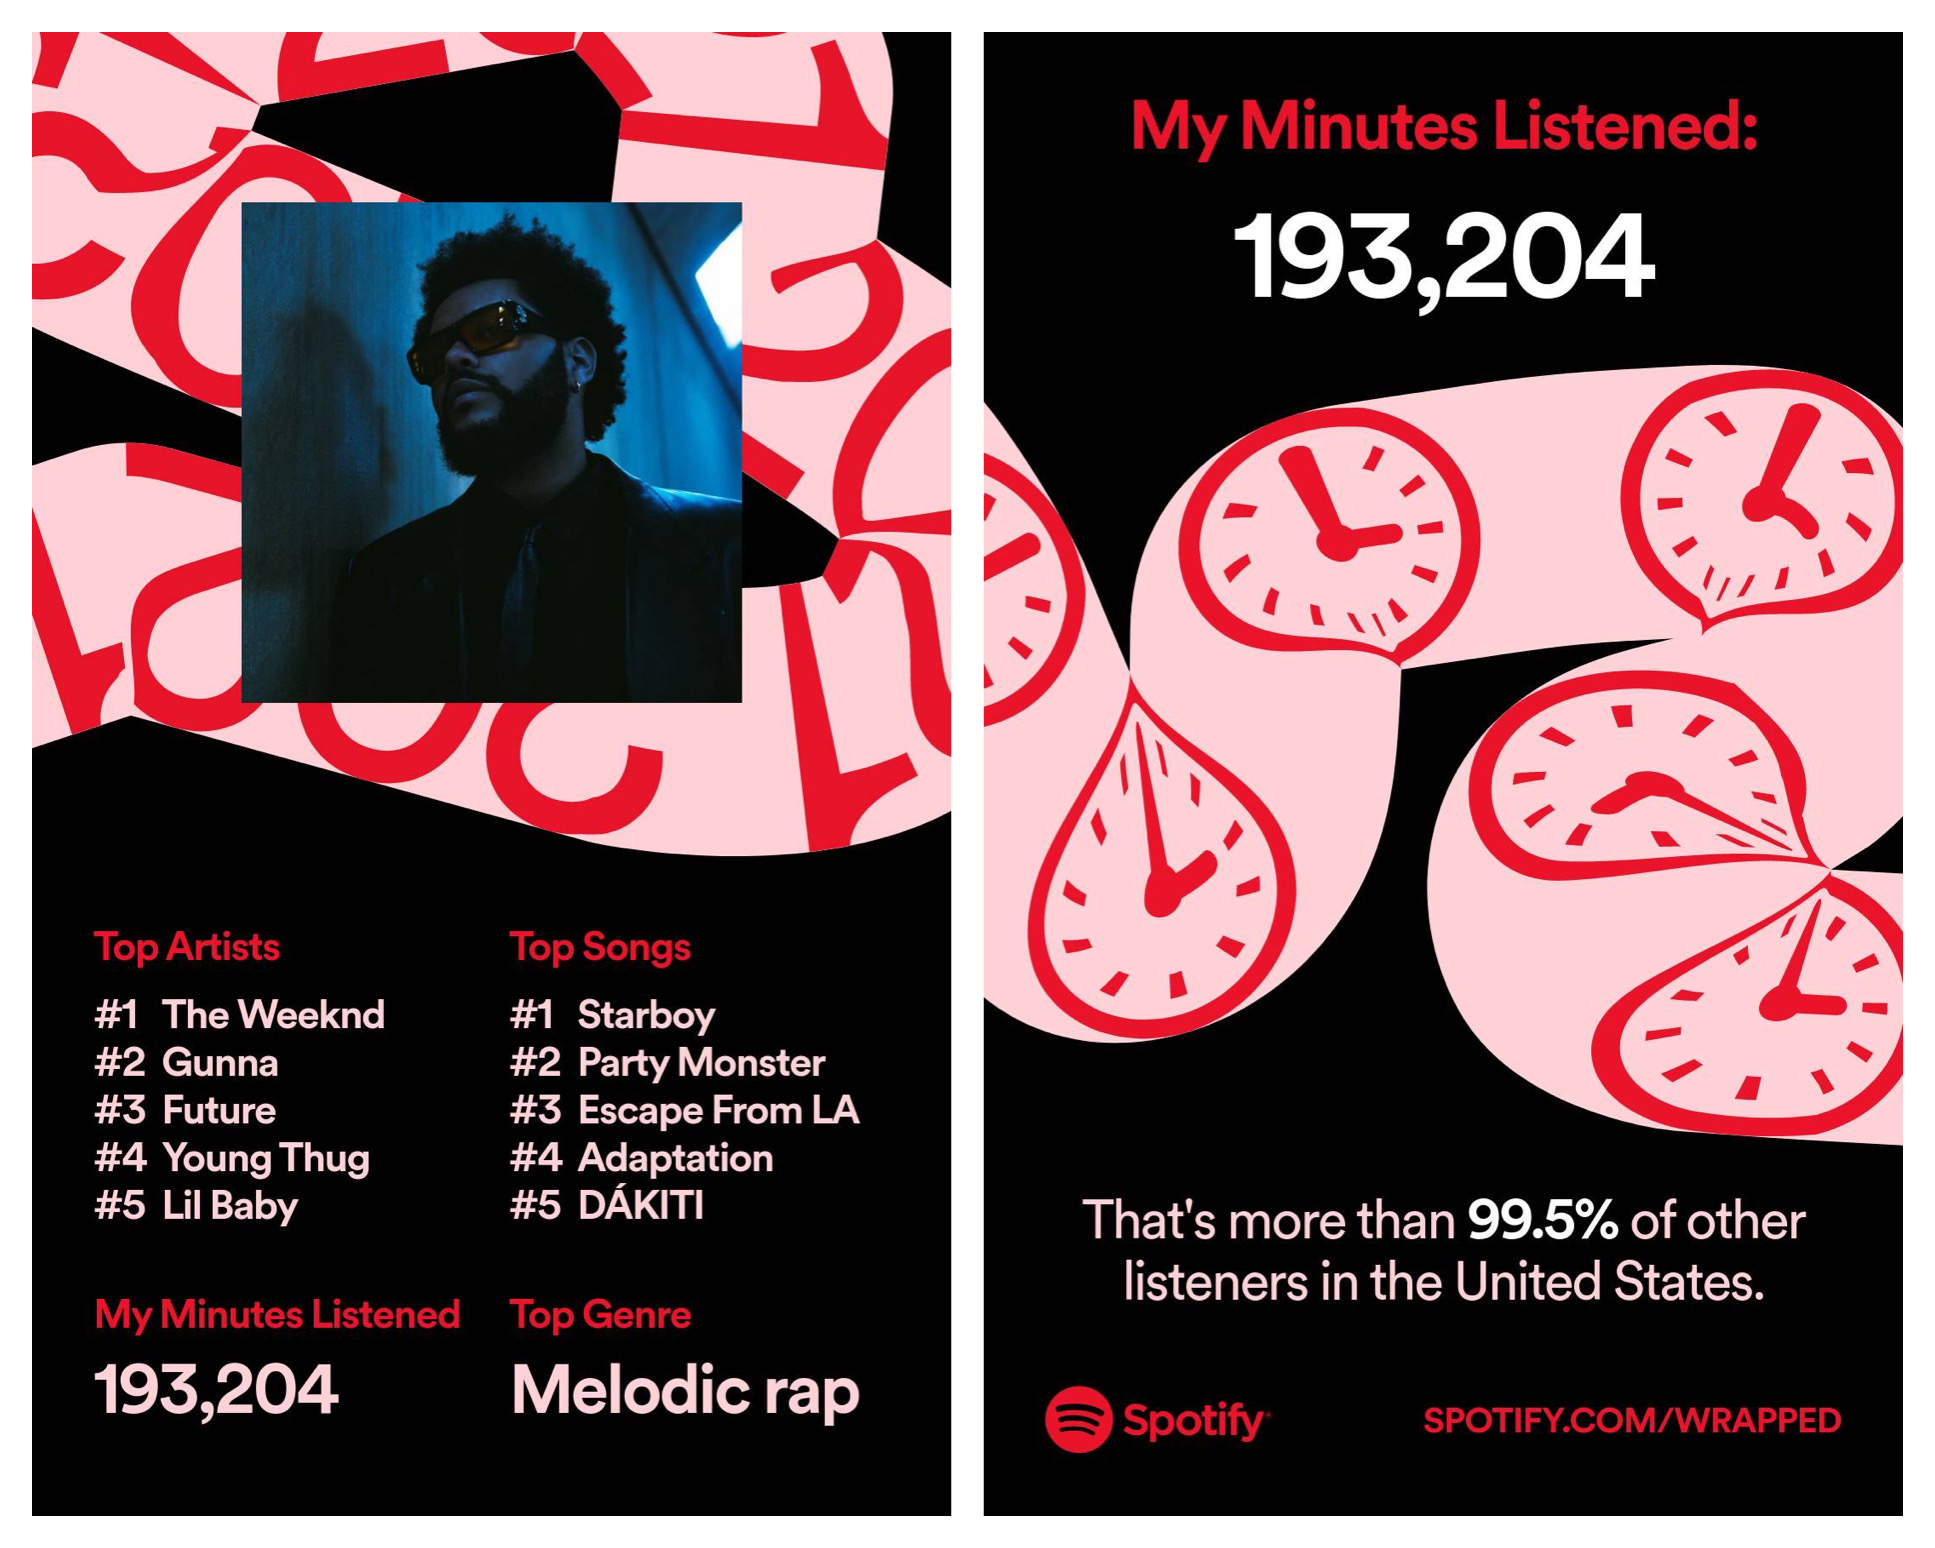 Top Artists
#1 The Weeknd
#2 Gunna
#3 Future
#4 Young Thug
#5 Lil Baby
Top Songs
#1 Starboy
#2 Party Monster
#3 Escape From LA
#4 Adaptation
#5 DÁKITI
My Minutes Listened
193,204
Top Genre
Melodic rap
My Minutes Listened:
193,204
That's more than 99.5% of other
listeners in the United States.
Spotify
SPOTIFY.COM/WRAPPED